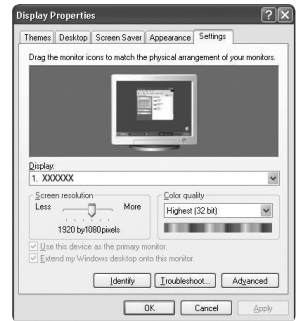 Display Properties
Themes Desktop Screen Saver Appearance Settings
Drag the monitor icons to match the physical arrangement of your monitors.
Display:
1. XXXXXX
Screen resolution
Less More
1920 by1080pixels
Color quality
Highest (32 bit)
Use this device as the primary monitor.
Extend my Windows desktop onto this monitor.
Identify Troubleshoot... Advanced
OK Cancel Apply